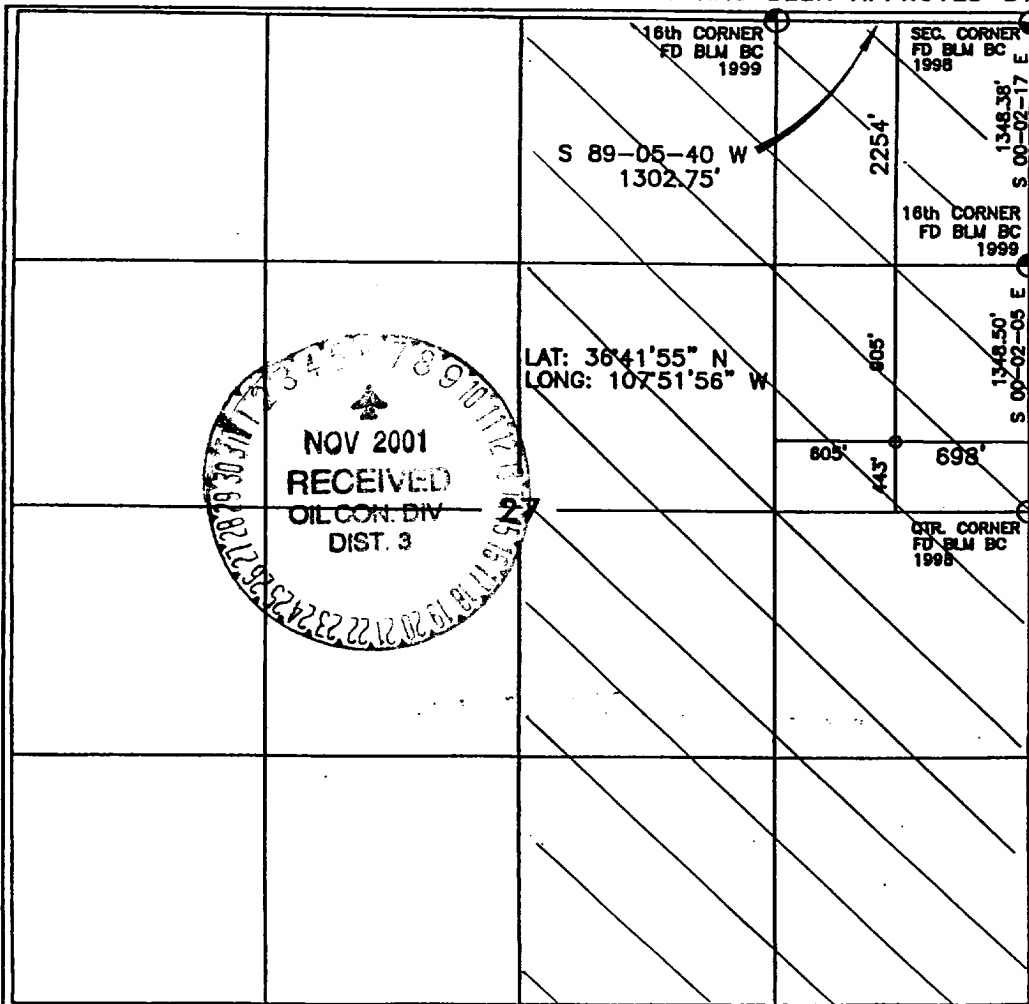 16th CORNER
FD BLM BC
1999
SEC. CORNER
FD BLM BC
1998
S 89-05-40 W
1302.75'
2254'
1348.38'
S 00-02-17 E
16th CORNER
FD BLM BC
1999
LAT: 36°41'55" N
LONG: 107°51'56" W
905'
1348.50'
S 00-02-05 E
605'
443'
698'
27
QTR. CORNER
FD BLM BC
1998
NOV 2001
RECEIVED
OIL CON. DIV
DIST. 3